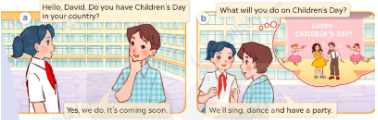 Hello, David. Do you have Children's Day
in your country?
a
Yes, we do. It's coming soon.
b
What will you do on Children's Day?
HAPPY
CHILDREN'S DAY!
We'll sing, dance and have a party.